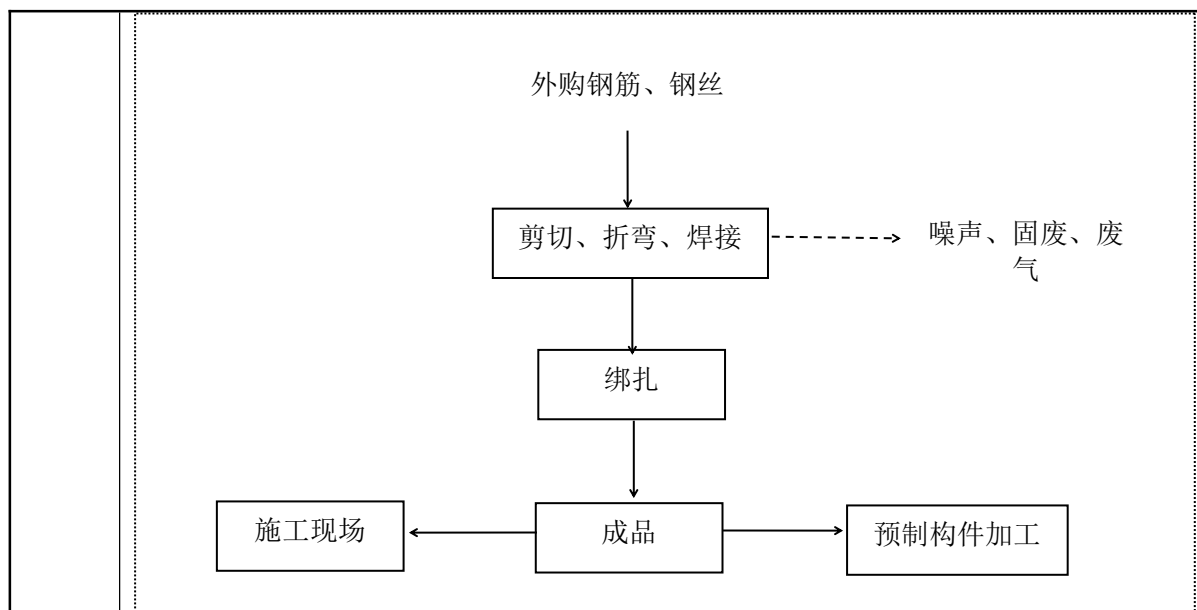 外购钢筋、钢丝
剪切、折弯、焊接
噪声、固废、废
气
绑扎
施工现场
成品
预制构件加工